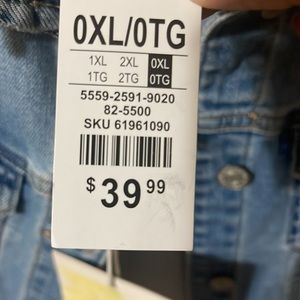 0XL/0TG
1XL 2XL 0XL
1TG 2TG 0TG
5559-2591-9020
82-5500
SKU 61961090
$39.99